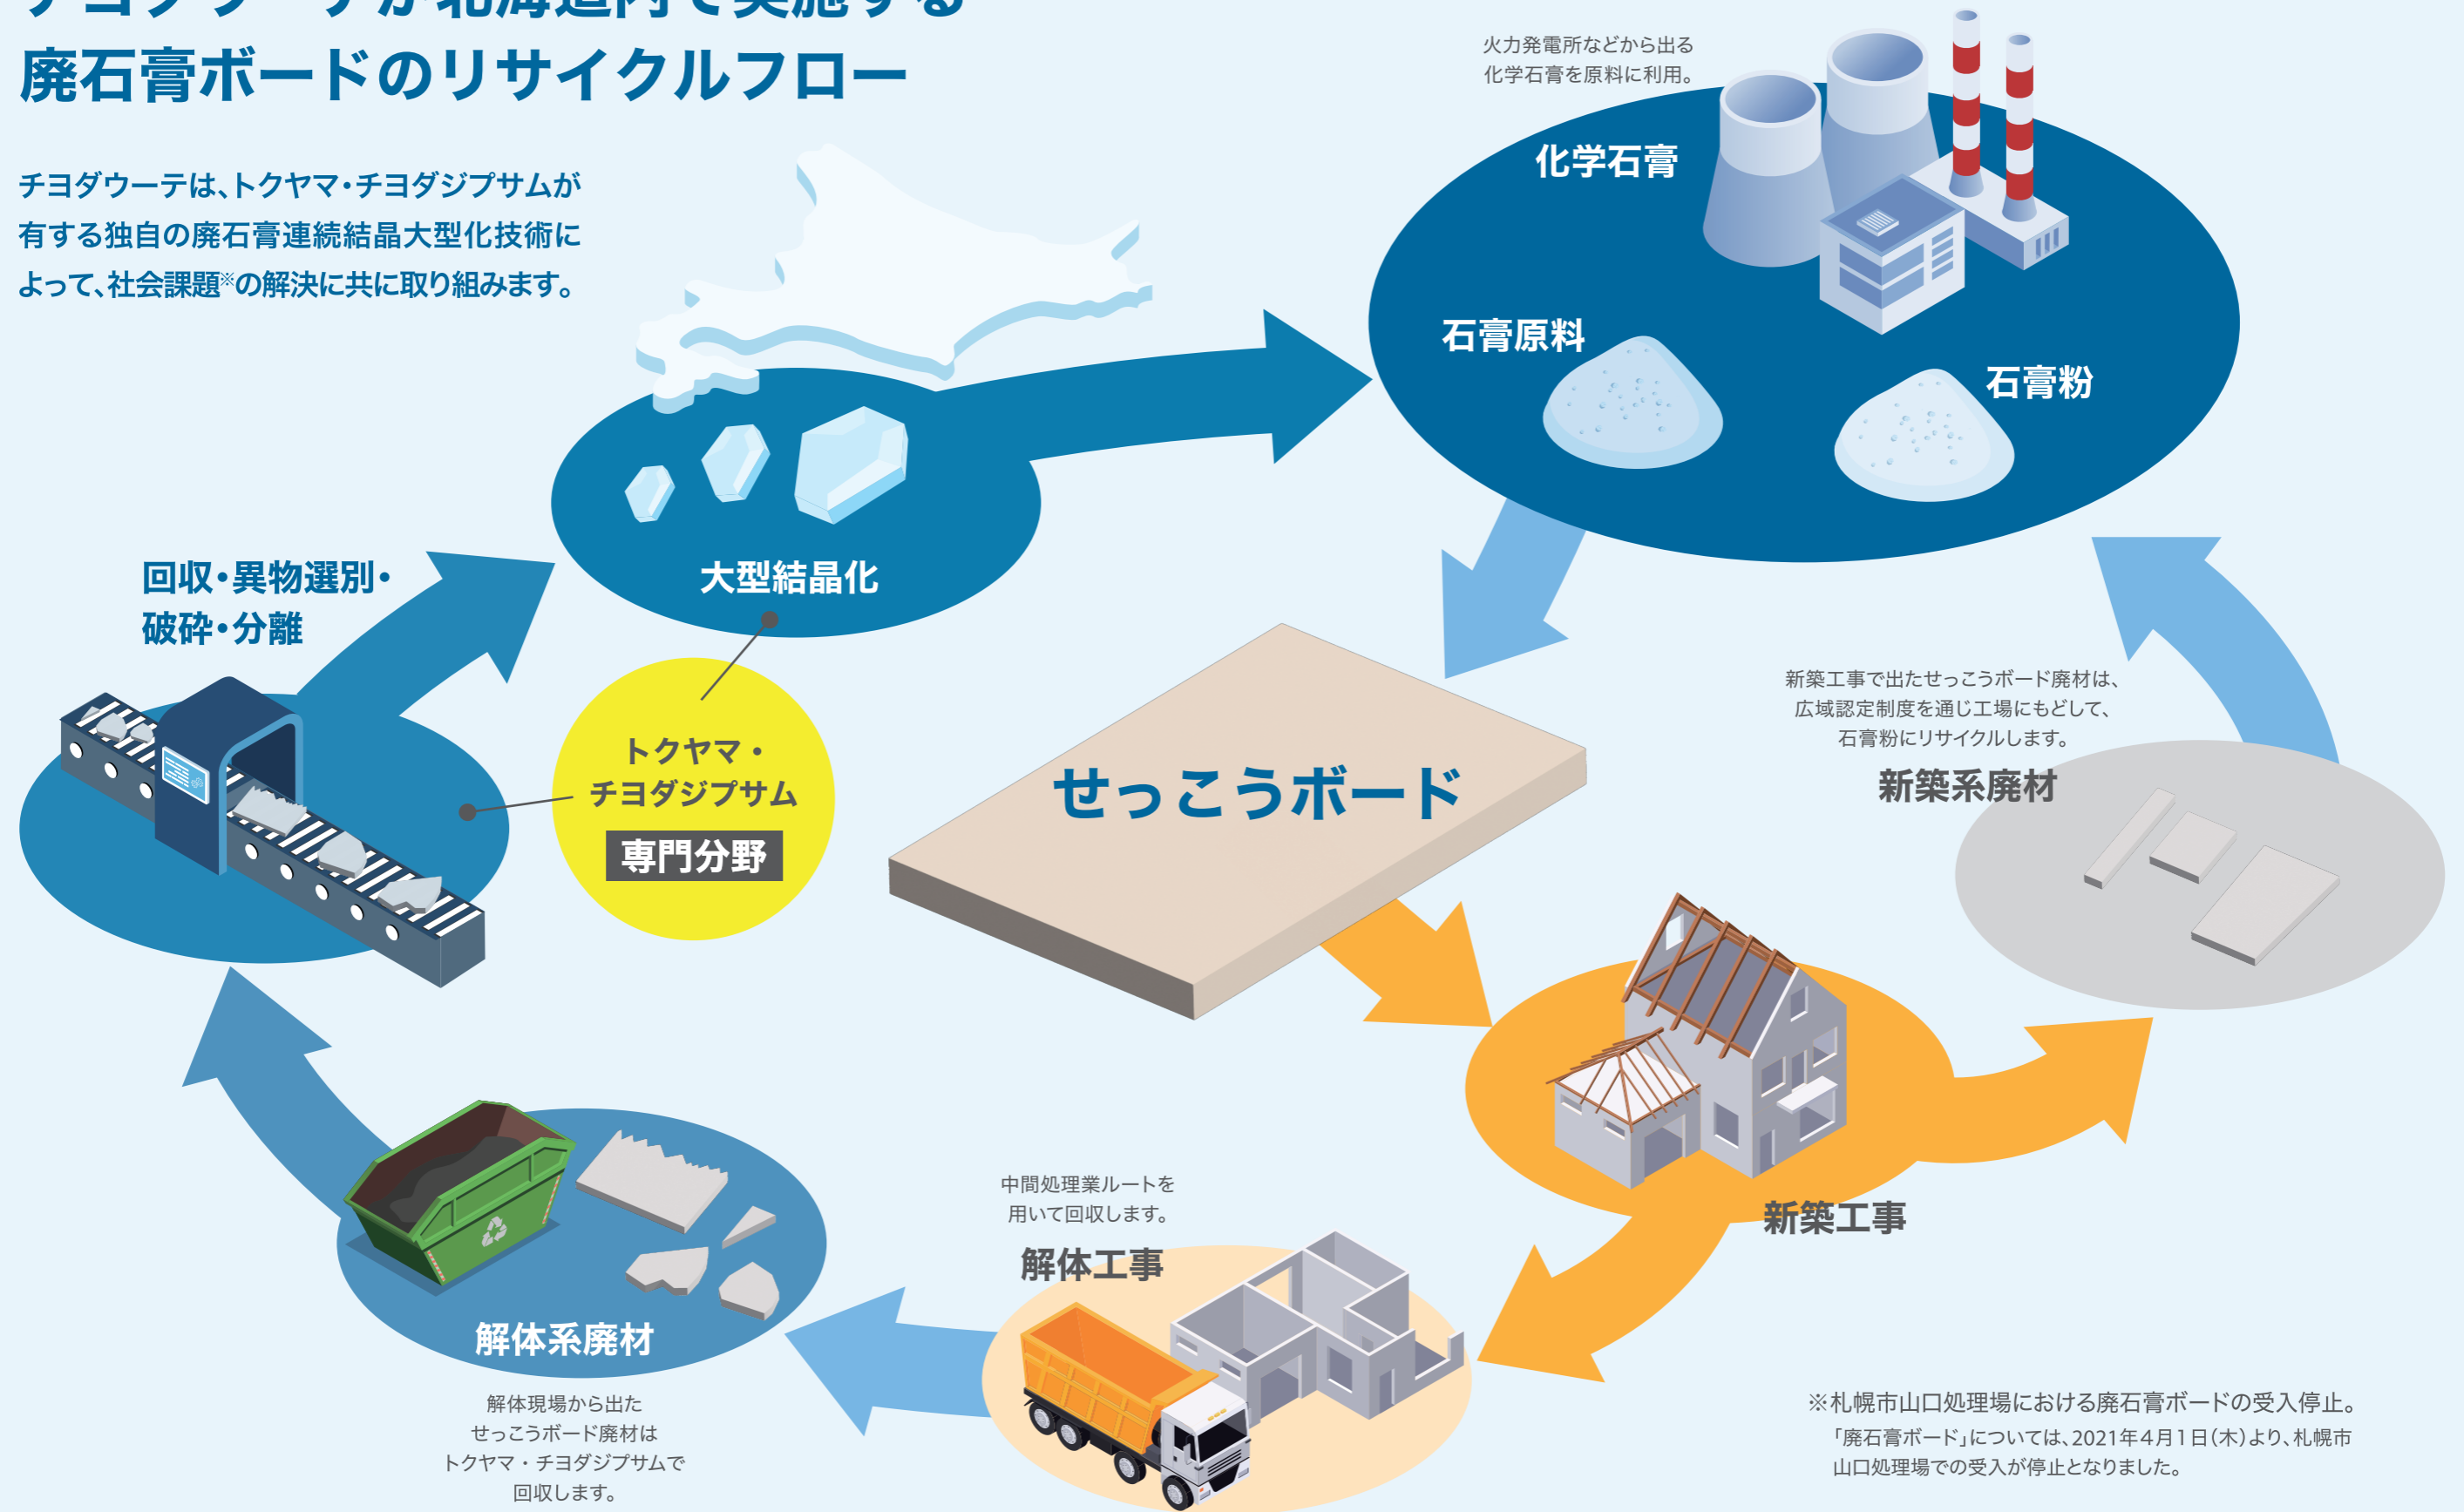 チヨダウーテが北海道内で実施する
廃石膏ボードのリサイクルフロー
チヨダウーテは、トクヤマ・チヨダジプサムが
有する独自の廃石膏連続結晶大型化技術に
よって、社会課題※の解決に共に取り組みます。
火力発電所などから出る
化学石膏を原料に利用。
化学石膏
石膏原料
石膏粉
大型結晶化
回収・異物選別・
破砕・分離
トクヤマ・
チヨダジプサム
専門分野
せっこうボード
新築工事で出たせっこうボード廃材は、
広域認定制度を通じ工場にもどして、
石膏粉にリサイクルします。
新築系廃材
新築工事
中間処理業ルートを
用いて回収します。
解体工事
解体系廃材
解体現場から出た
せっこうボード廃材は
トクヤマ・チヨダジプサムで
回収します。
※札幌市山口処理場における廃石膏ボードの受入停止。
「廃石膏ボード」については、2021年4月1日(木)より、札幌市
山口処理場での受入が停止となりました。